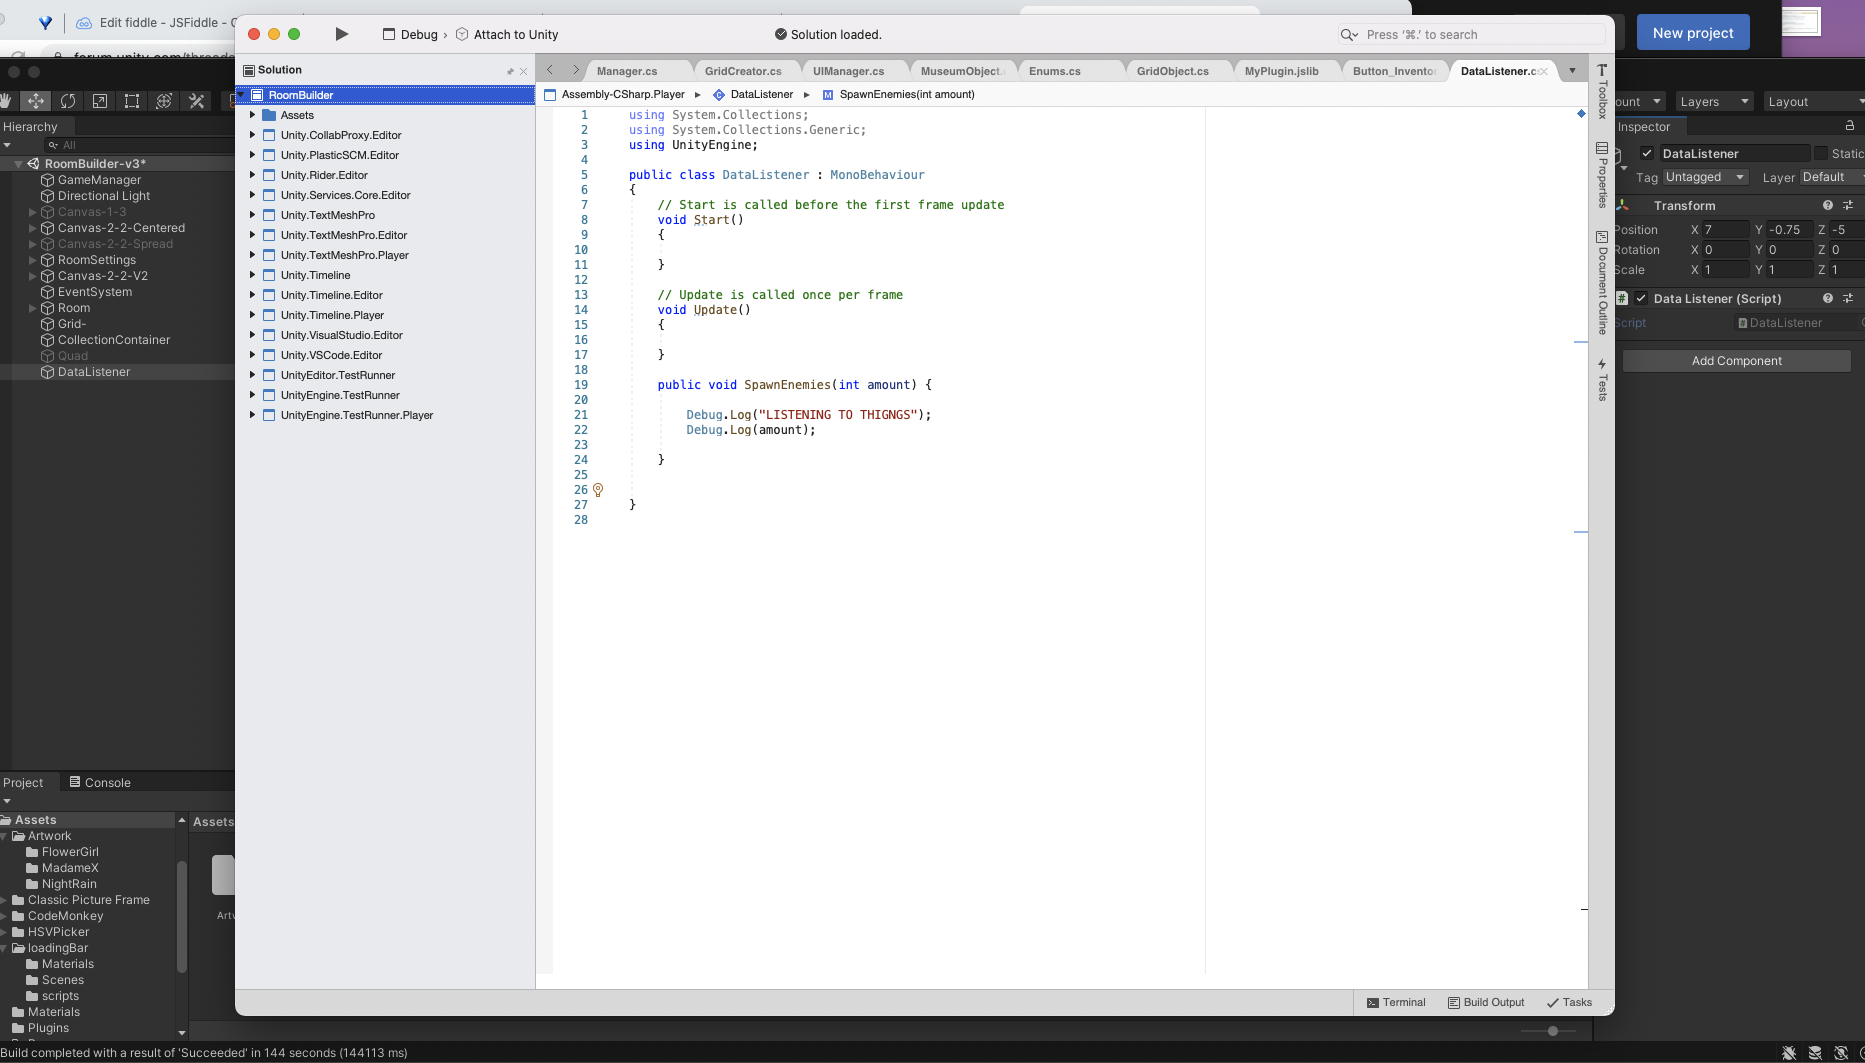 Edit fiddle - JSFiddle - C
forum.unity.com/threads
New project
Debug › Attach to Unity
Solution loaded.
Press '⌘.' to search
Solution
Manager.cs
GridCreator.cs
UIManager.cs
MuseumObject.
Enums.cs
GridObject.cs
MyPlugin.jslib
Button_Invento
DataListener.cs
Assembly-CSharp.Player
DataListener
SpawnEnemies(int amount)
RoomBuilder
Assets
Unity.CollabProxy.Editor
Unity.PlasticSCM.Editor
Unity.Rider.Editor
Unity.Services.Core.Editor
Unity.TextMeshPro
Unity.TextMeshPro.Editor
Unity.TextMeshPro.Player
Unity.Timeline
Unity.Timeline.Editor
Unity.Timeline.Player
Unity.VisualStudio.Editor
Unity.VSCode.Editor
UnityEditor.TestRunner
UnityEngine.TestRunner
UnityEngine.TestRunner.Player
1 using System.Collections;
2 using System.Collections.Generic;
3 using UnityEngine;
4
5 public class DataListener : MonoBehaviour
6 {
7 // Start is called before the first frame update
8 void Start()
9 {
10
11 }
12
13 // Update is called once per frame
14 void Update()
15 {
16
17 }
18
19 public void SpawnEnemies(int amount) {
20
21 Debug.Log("LISTENING TO THIGNGS");
22 Debug.Log(amount);
23
24 }
25
26
27 }
28
Toolbox
Properties
Document Outline
Tests
Terminal
Build Output
Tasks
Hierarchy
All
RoomBuilder-v3*
GameManager
Directional Light
Canvas-1-3
Canvas-2-2-Centered
Canvas-2-2-Spread
RoomSettings
Canvas-2-2-V2
EventSystem
Room
Grid-
CollectionContainer
Quad
DataListener
Project
Console
Assets
Artwork
FlowerGirl
MadameX
NightRain
Classic Picture Frame
CodeMonkey
HSVPicker
loadingBar
Materials
Scenes
scripts
Materials
Plugins
Assets
Artw
ount
Layers
Layout
Inspector
DataListener
Static
Tag Untagged
Layer Default
Transform
Position X 7 Y -0.75 Z -5
Rotation X 0 Y 0 Z 0
Scale X 1 Y 1 Z 1
# Data Listener (Script)
Script
DataListener
Add Component
Build completed with a result of 'Succeeded' in 144 seconds (144113 ms)